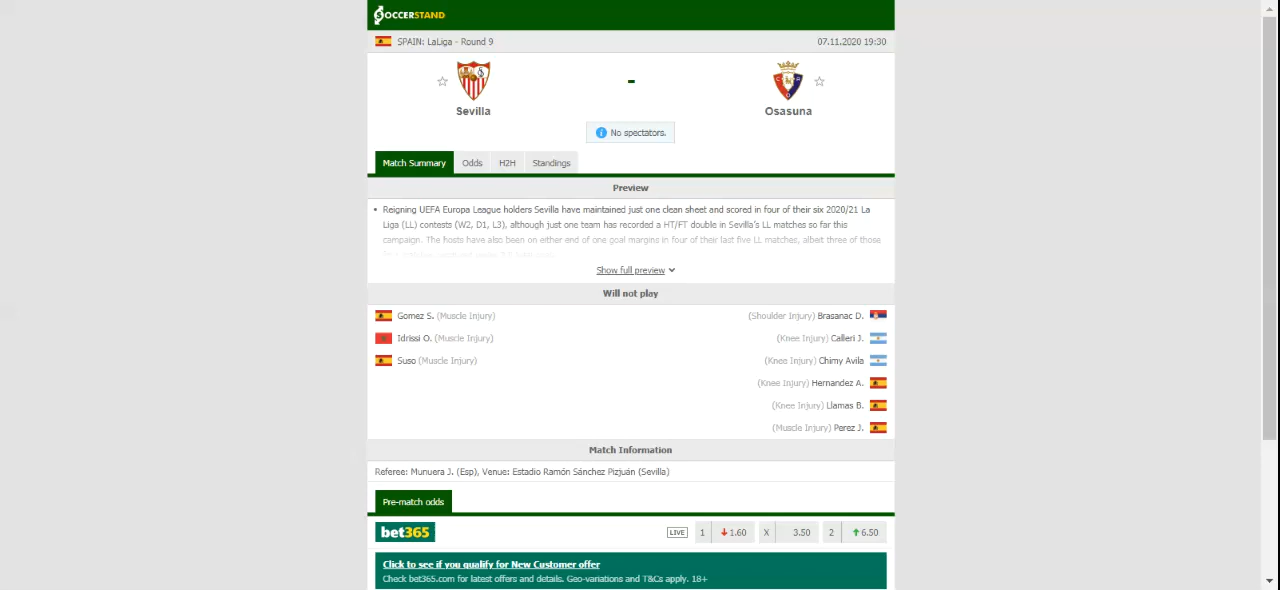 SOCCERSTAND
SPAIN: LaLiga - Round 9 07.11.2020 19:30
-
Sevilla Osasuna
No spectators.
Match Summary Odds H2H Standings
Preview
• Reigning UEFA Europa League holders Sevilla have maintained just one clean sheet and scored in four of their six 2020/21 La
Liga (LL) contests (W2, D1, L3), although just one team has recorded a HT/FT double in Sevilla's LL matches so far this
campaign. The hosts have also been on either end of one goal margins in four of their last five LL matches, albeit three of those
Show full preview
Will not play
Gomez S. (Muscle Injury) (Shoulder Injury) Brasanac D.
Idrissi O. (Muscle Injury) (Knee Injury) Calleri J.
Suso (Muscle Injury) (Knee Injury) Chimy Avila
(Knee Injury) Hernandez A.
(Knee Injury) Llamas B.
(Muscle Injury) Perez J.
Match Information
Referee: Munuera J. (Esp), Venue: Estadio Ramón Sánchez Pizjuán (Sevilla)
Pre-match odds
bet365 LIVE 1 1.60 X 3.50 2 6.50
Click to see if you qualify for New Customer offer
Check bet365.com for latest offers and details. Geo-variations and T&Cs apply. 18+